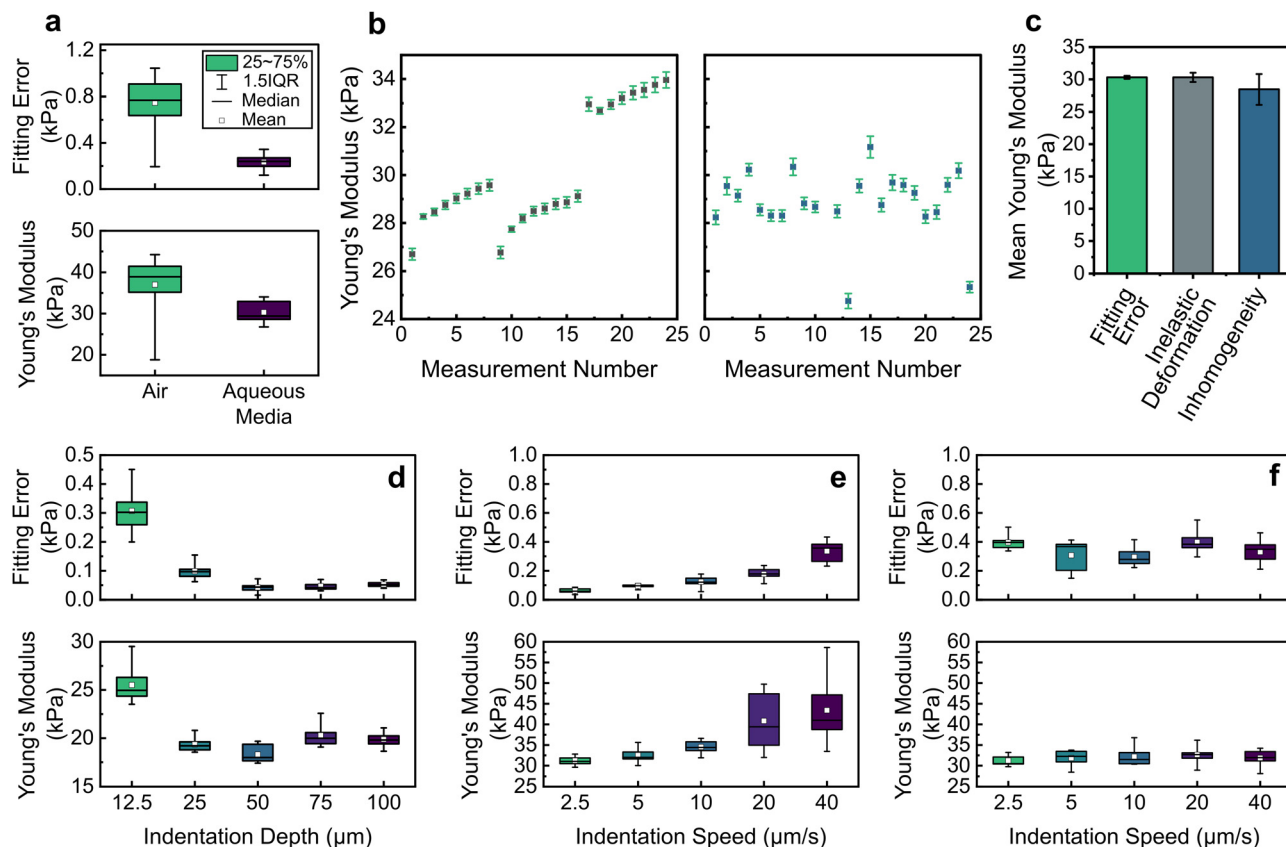 a
Fitting Error
(kPa)
1.2
0.8
0.4
0.0
25~75%
1.5IQR
Median
Mean
Young's Modulus
(kPa)
50
40
30
20
Air
Aqueous
Media
b
Young's Modulus (kPa)
34
32
30
28
26
24
0 5 10 15 20 25
Measurement Number
0 5 10 15 20 25
Measurement Number
c
Mean Young's Modulus
(kPa)
35
30
25
20
15
10
5
0
Fitting
Error
Inelastic
Deformation
Inhomogeneity
d
Fitting Error
(kPa)
0.5
0.4
0.3
0.2
0.1
0.0
Young's Modulus
(kPa)
30
25
20
15
12.5 25 50 75 100
Indentation Depth (µm)
e
Fitting Error
(kPa)
1.0
0.8
0.6
0.4
0.2
0.0
Young's Modulus
(kPa)
60
55
50
45
40
35
30
25
2.5 5 10 20 40
Indentation Speed (µm/s)
f
Fitting Error
(kPa)
1.0
0.8
0.6
0.4
0.2
0.0
Young's Modulus
(kPa)
60
55
50
45
40
35
30
25
2.5 5 10 20 40
Indentation Speed (µm/s)